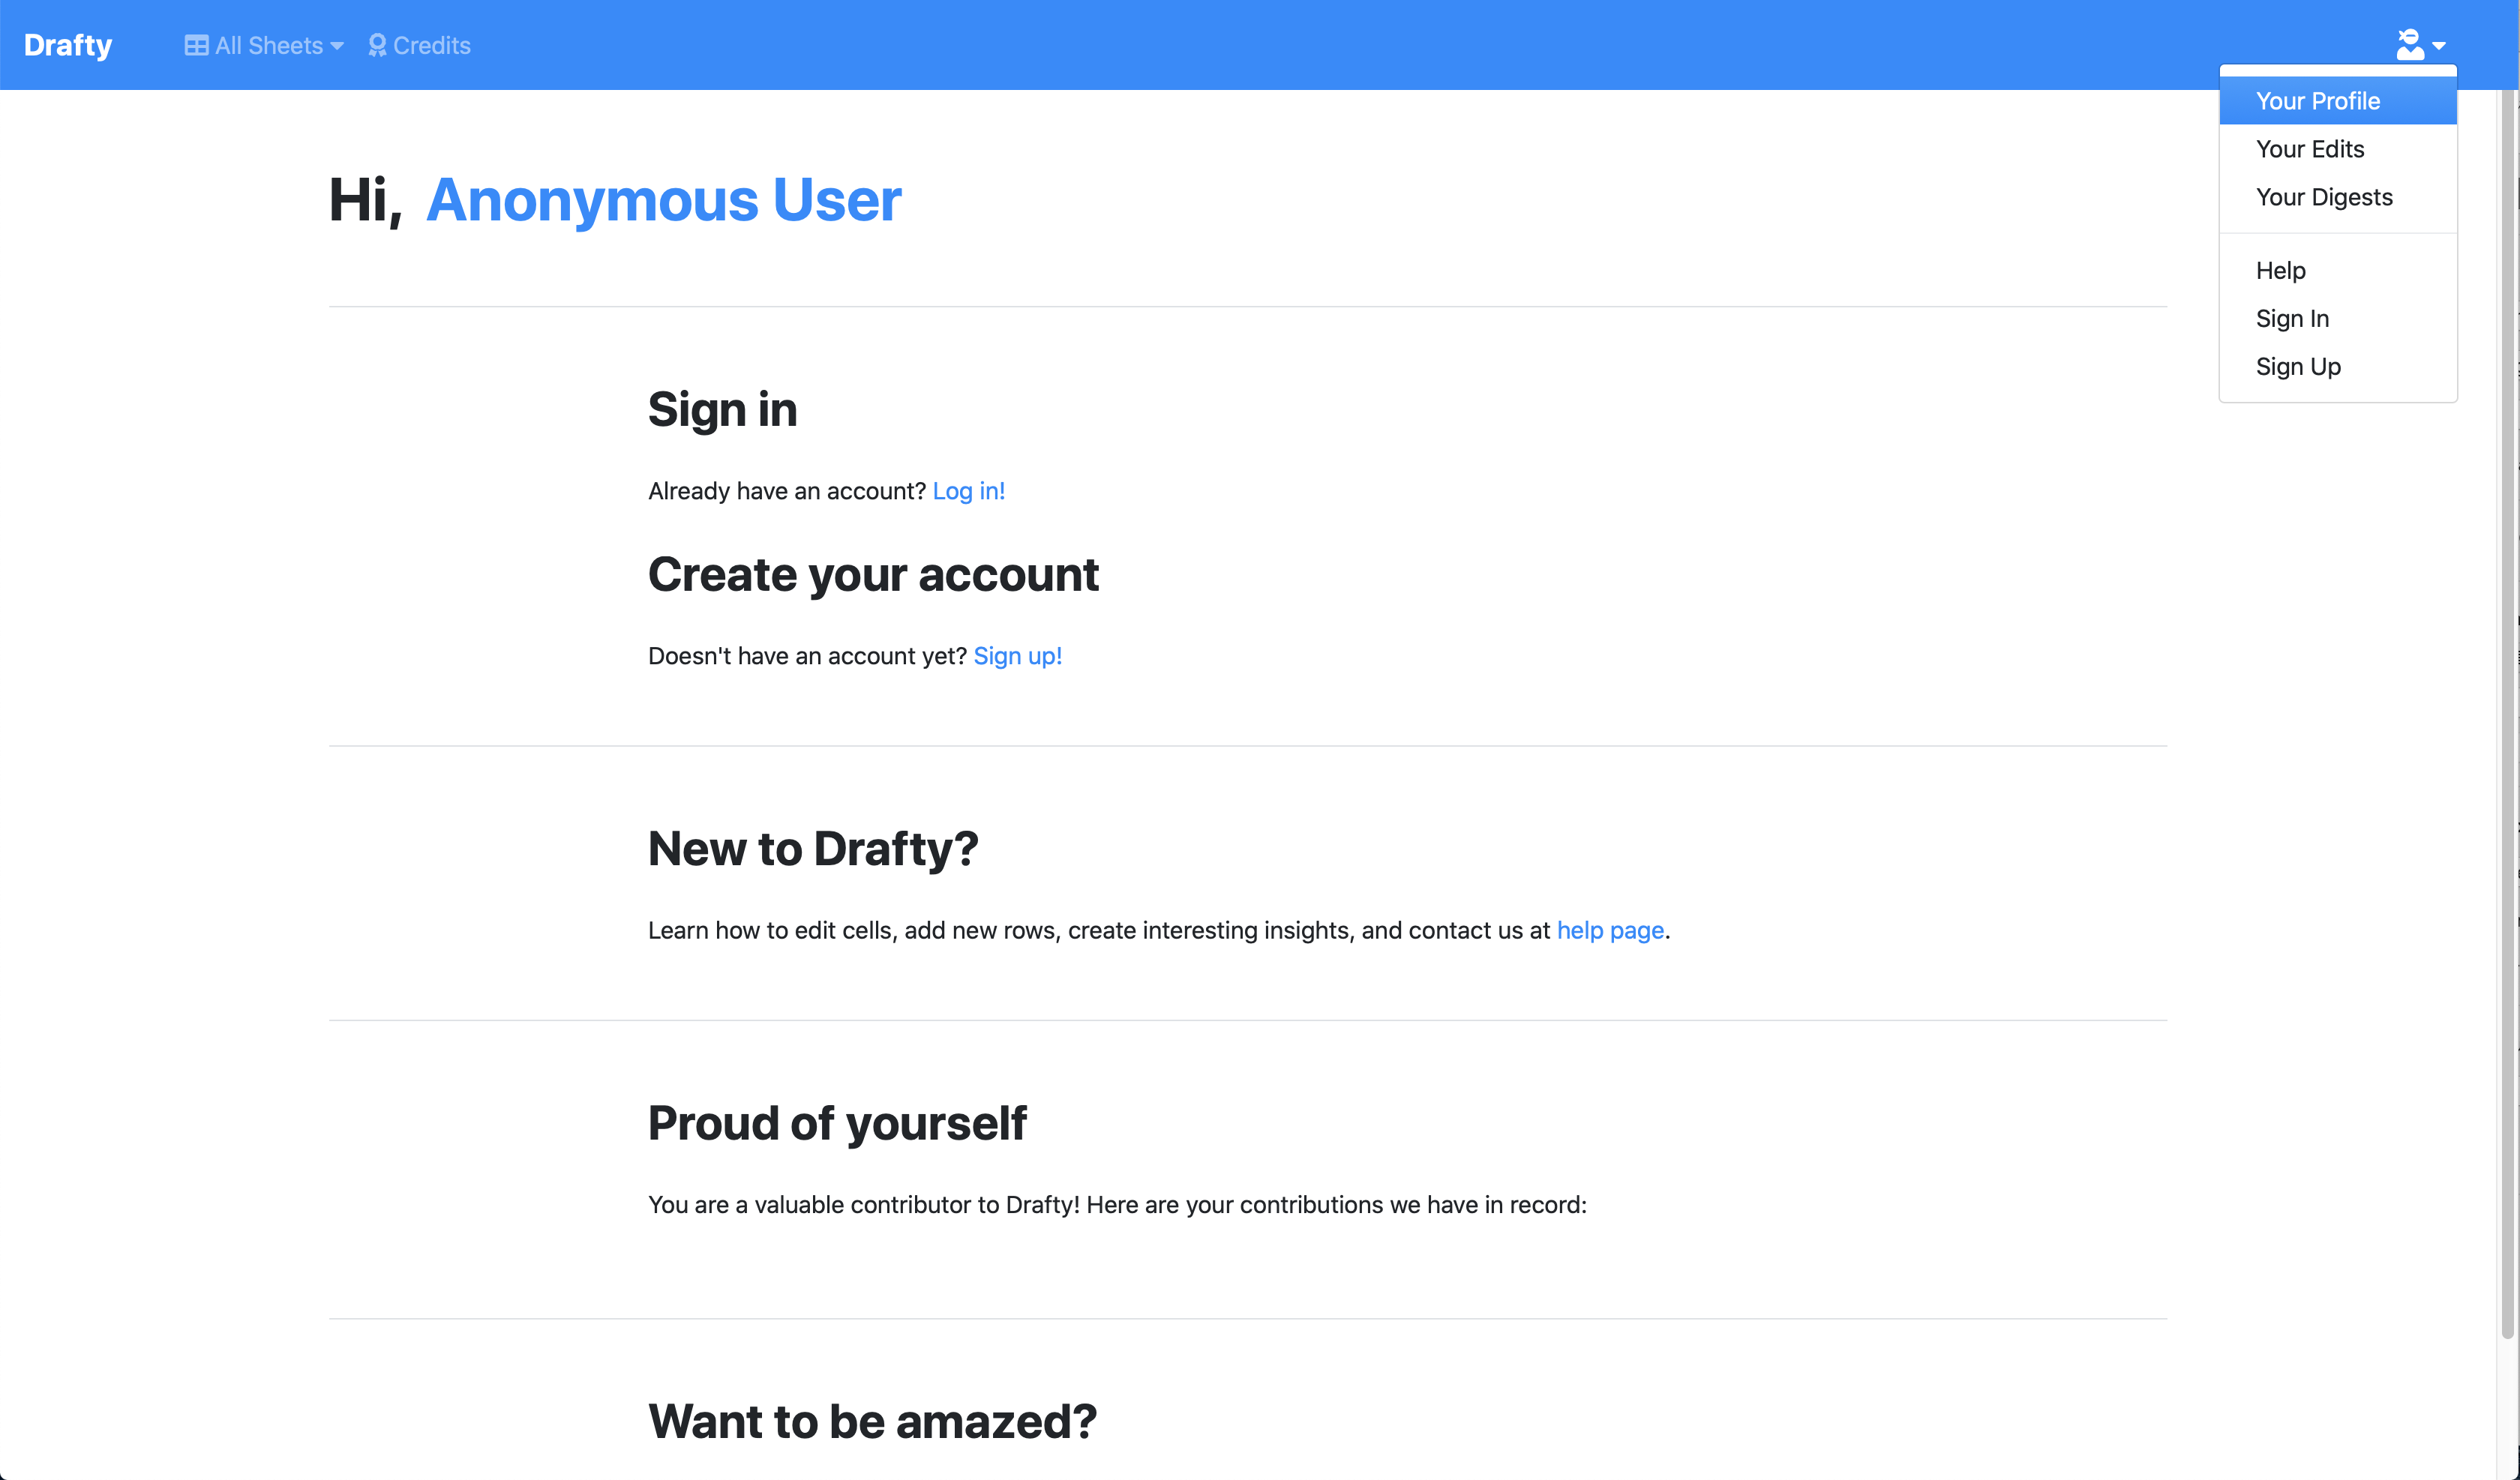 Drafty
All Sheets
Credits
Your Profile
Your Edits
Your Digests
Help
Sign In
Sign Up
Hi, Anonymous User
Sign in
Already have an account? Log in!
Create your account
Doesn't have an account yet? Sign up!
New to Drafty?
Learn how to edit cells, add new rows, create interesting insights, and contact us at help page.
Proud of yourself
You are a valuable contributor to Drafty! Here are your contributions we have in record:
Want to be amazed?